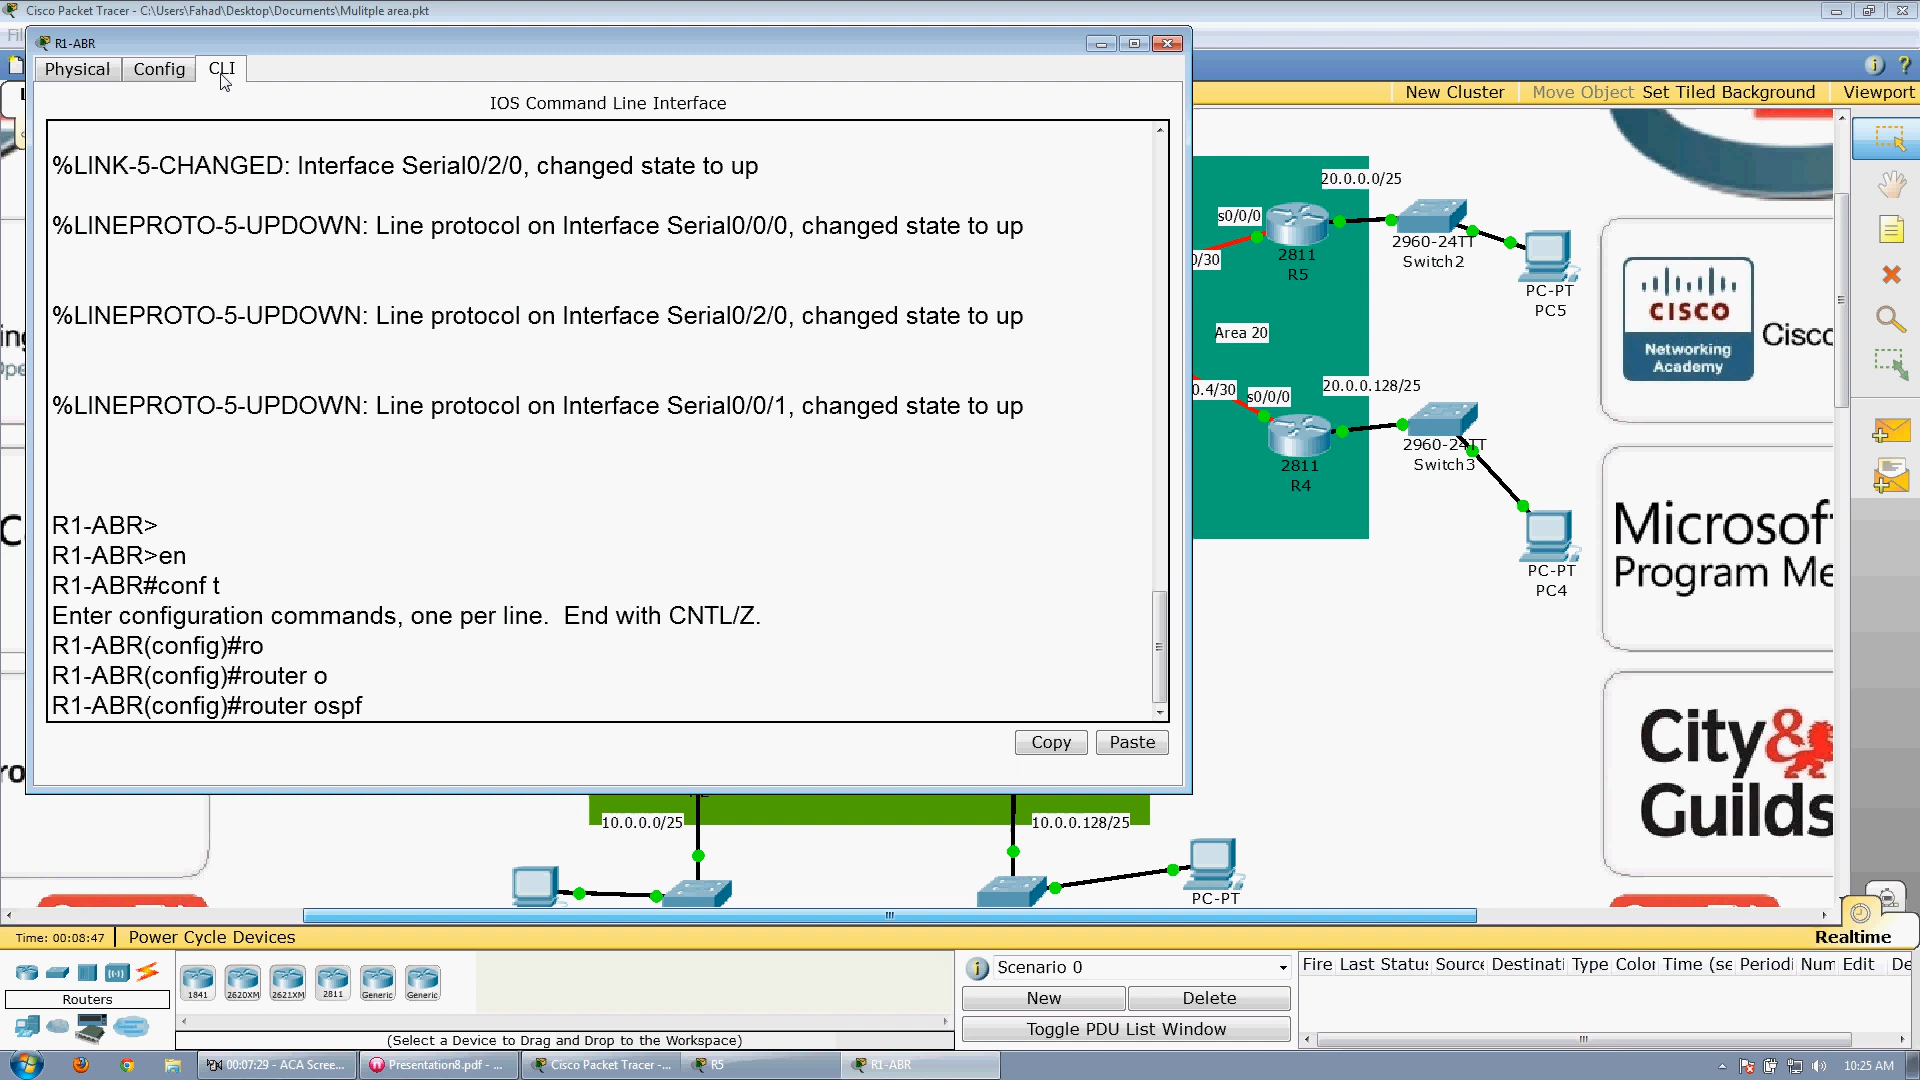 Cisco Packet Tracer - C:\Users\Fahad\Desktop\Documents\Mulitple area.pkt
R1-ABR
Physical
Config
CLI
IOS Command Line Interface
%LINK-5-CHANGED: Interface Serial0/2/0, changed state to up
%LINEPROTO-5-UPDOWN: Line protocol on Interface Serial0/0/0, changed state to up
%LINEPROTO-5-UPDOWN: Line protocol on Interface Serial0/2/0, changed state to up
%LINEPROTO-5-UPDOWN: Line protocol on Interface Serial0/0/1, changed state to up
R1-ABR>
R1-ABR>en
R1-ABR#conf t
Enter configuration commands, one per line.  End with CNTL/Z.
R1-ABR(config)#ro
R1-ABR(config)#router o
R1-ABR(config)#router ospf
Copy
Paste
New Cluster
Move Object
Set Tiled Background
Viewport
20.0.0.0/25
s0/0/0
0/30
2811
R5
2960-24TT
Switch2
PC-PT
PC5
Area 20
0.4/30
s0/0/0
20.0.0.128/25
2811
R4
2960-24TT
Switch3
PC-PT
PC4
CISCO
Networking
Academy
Cisco
Microsof
Program Me
City&
Guilds
10.0.0.0/25
10.0.0.128/25
PC-PT
Time: 00:08:47
Power Cycle Devices
Realtime
Routers
1841
2620XM
2621XM
2811
Generic
Generic
(Select a Device to Drag and Drop to the Workspace)
Scenario 0
New
Delete
Toggle PDU List Window
Fire
Last Status
Source
Destinati
Type
Color
Time (se
Periodi
Num
Edit
De
00:07:29 - ACA Scree...
Presentation8.pdf - ...
Cisco Packet Tracer -...
R5
R1-ABR
10:25 AM